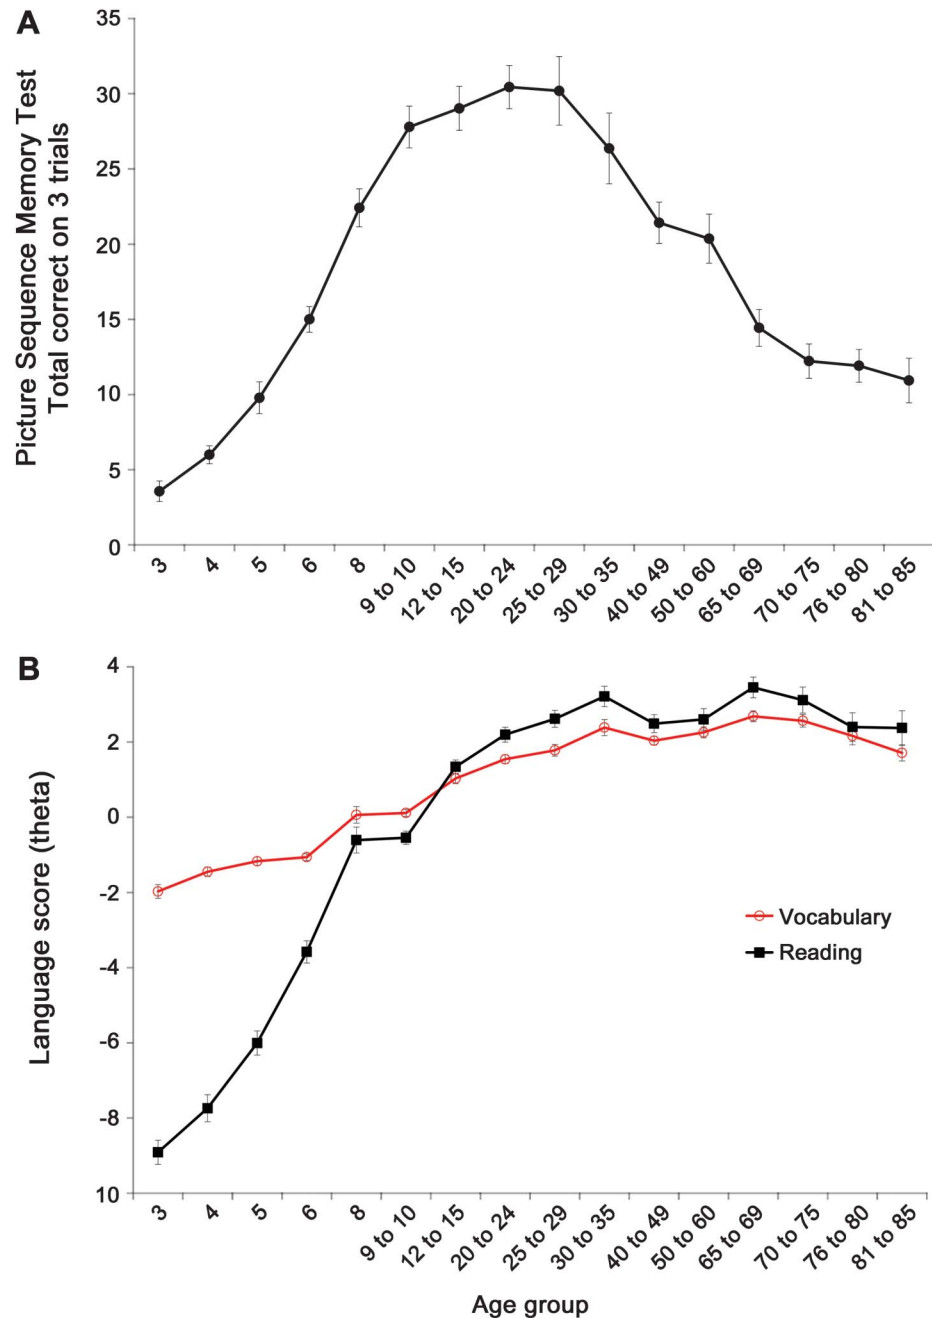 A
Picture Sequence Memory Test
Total correct on 3 trials
35
30
25
20
15
10
5
0
3
4
5
6
8
9 to 10
12 to 15
20 to 24
25 to 29
30 to 35
40 to 49
50 to 60
65 to 69
70 to 75
76 to 80
81 to 85
B
Language score (theta)
4
2
0
-2
-4
-6
-8
10
Vocabulary
Reading
3
4
5
6
8
9 to 10
12 to 15
20 to 24
25 to 29
30 to 35
40 to 49
50 to 60
65 to 69
70 to 75
76 to 80
81 to 85
Age group